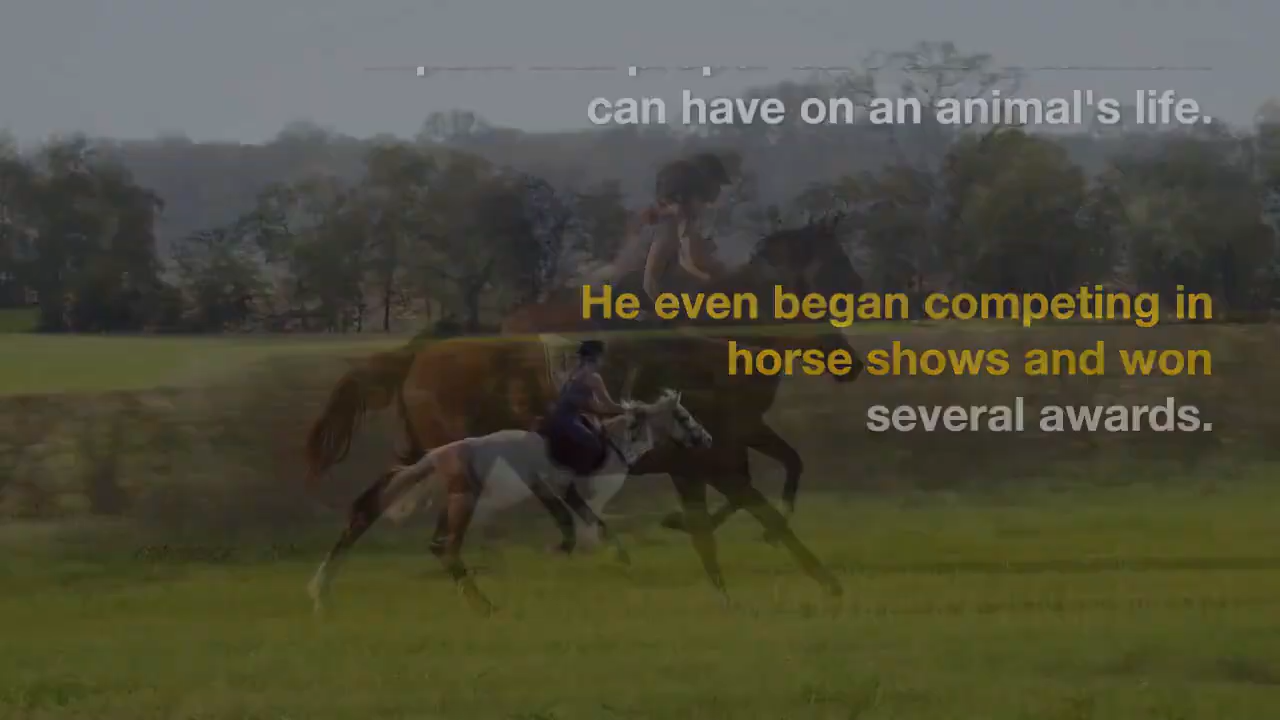 can have on an animal's life.
He even began competing in
horse shows and won
several awards.